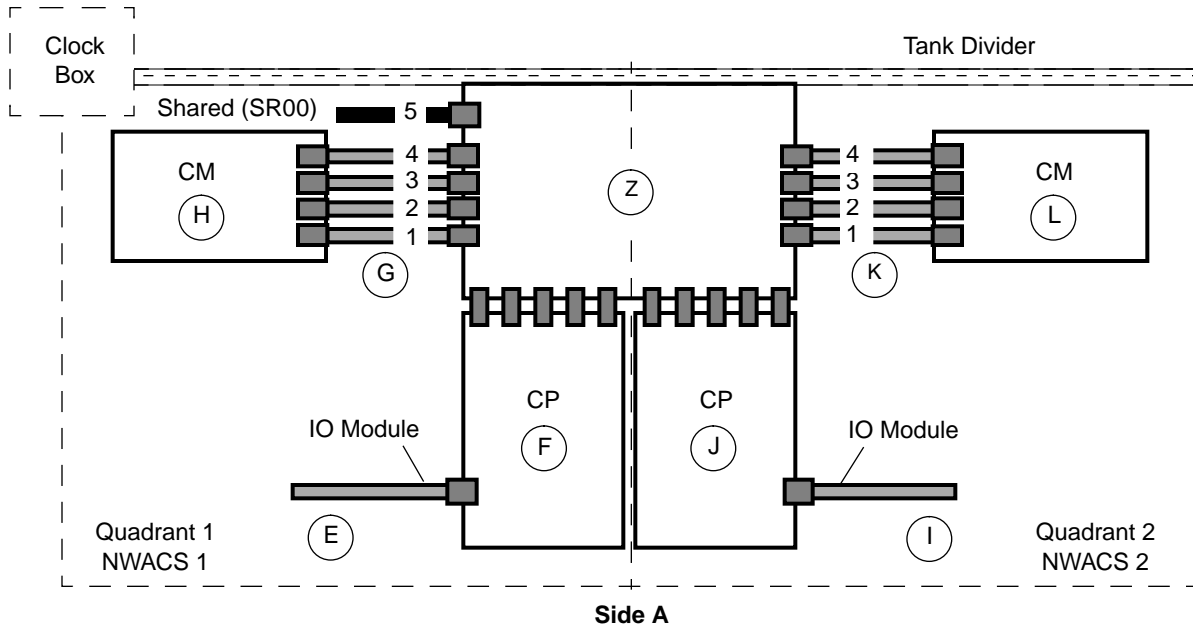 Clock
Box
Tank Divider
Shared (SR00)
5
CM
H
4
3
2
1
G
Z
4
3
2
1
K
CM
L
CP
F
CP
J
IO Module
E
IO Module
I
Quadrant 1
NWACS 1
Quadrant 2
NWACS 2
Side A